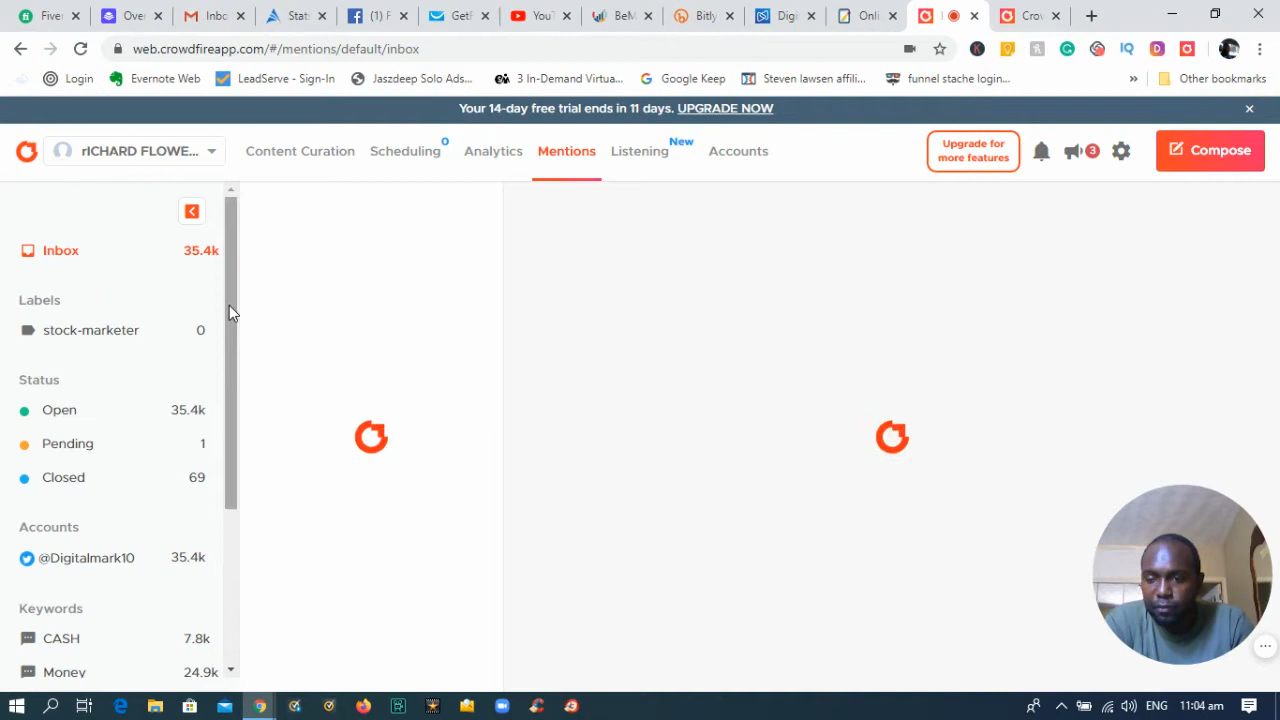 Fiver
Over
Inbo
Stats
(1) F
GetF
YouT
BeM
Bitly
Digi
Onli
Crov
web.crowdfireapp.com/#/mentions/default/inbox
Login
Evernote Web
LeadServe - Sign-In
Jaszdeep Solo Ads...
3 In-Demand Virtua...
Google Keep
Steven lawsen affili...
funnel stache login...
»
Other bookmarks
Your 14-day free trial ends in 11 days. UPGRADE NOW
rICHARD FLOWE...
Content Curation
Scheduling 0
Analytics
Mentions
Listening New
Accounts
Upgrade for
more features
3
Compose
Inbox 35.4k
Labels
stock-marketer 0
Status
Open 35.4k
Pending 1
Closed 69
Accounts
@Digitalmark10 35.4k
Keywords
CASH 7.8k
Money 24.9k
ENG 11:04 am